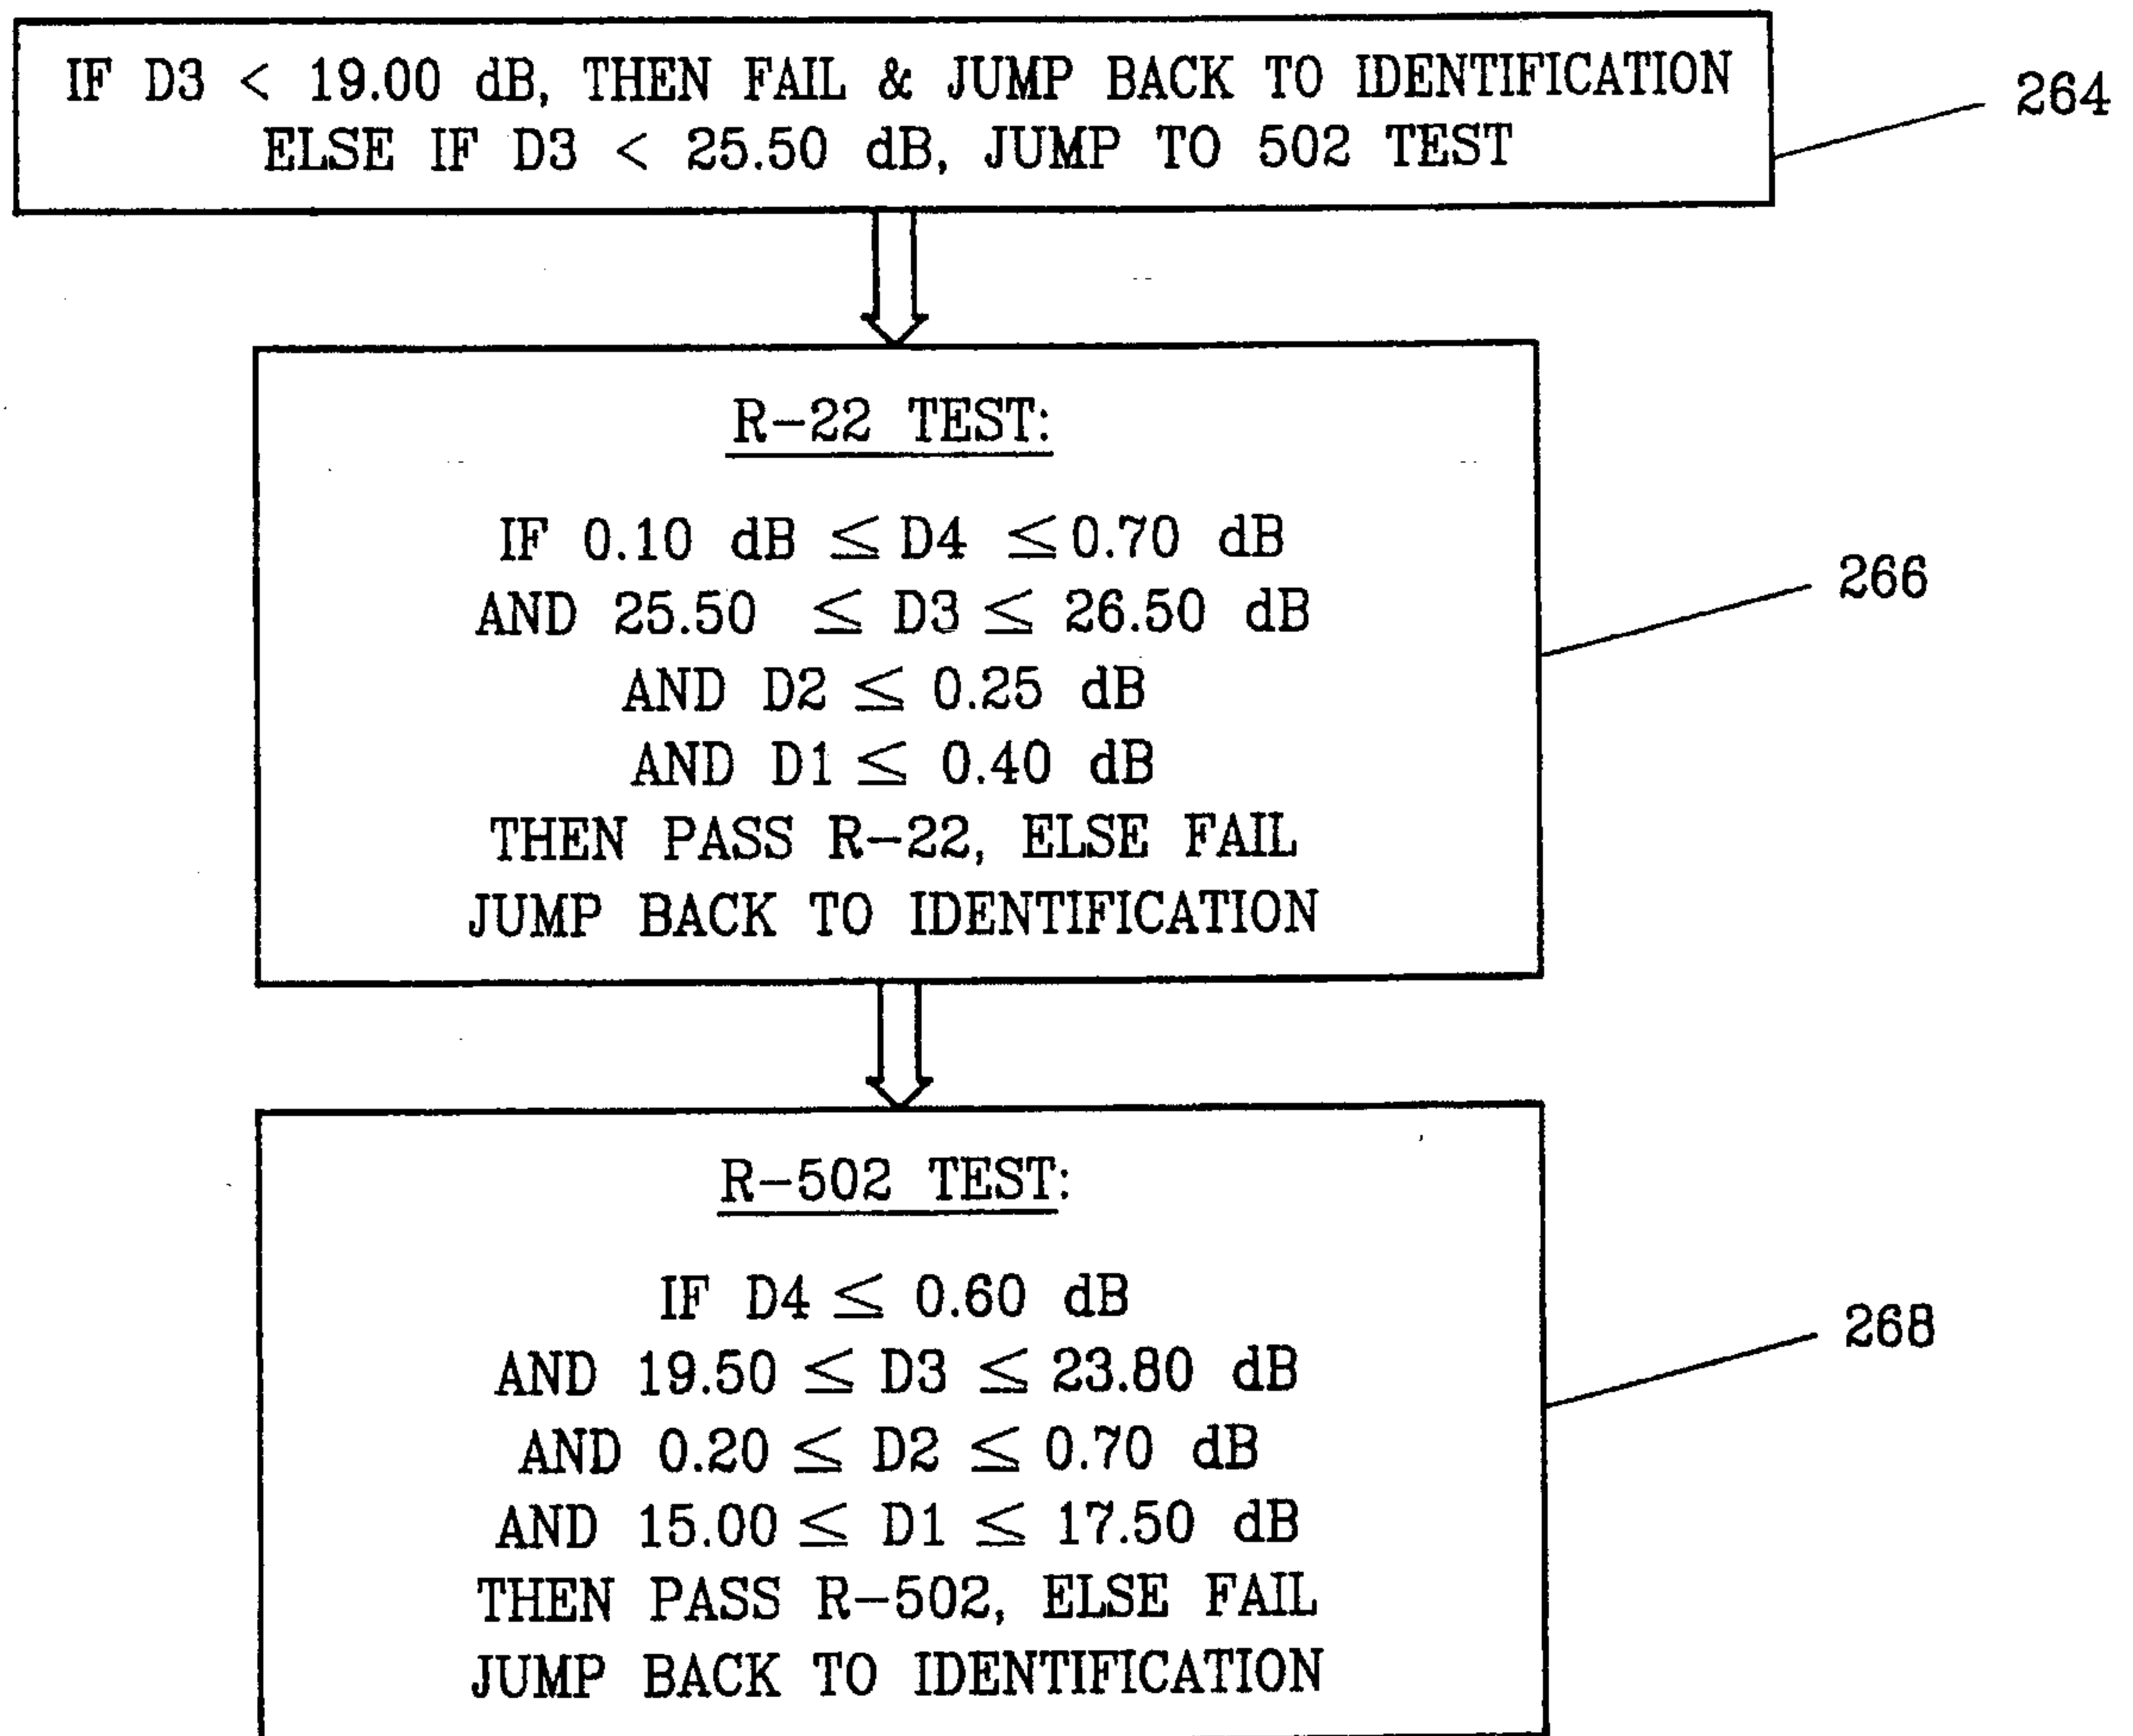 IF D3 < 19.00 dB, THEN FAIL & JUMP BACK TO IDENTIFICATION
ELSE IF D3 < 25.50 dB, JUMP TO 502 TEST
264
R-22 TEST:
IF 0.10 dB ≤ D4 ≤ 0.70 dB
AND 25.50 ≤ D3 ≤ 26.50 dB
AND D2 ≤ 0.25 dB
AND D1 ≤ 0.40 dB
THEN PASS R-22, ELSE FAIL
JUMP BACK TO IDENTIFICATION
266
R-502 TEST:
IF D4 ≤ 0.60 dB
AND 19.50 ≤ D3 ≤ 23.80 dB
AND 0.20 ≤ D2 ≤ 0.70 dB
AND 15.00 ≤ D1 ≤ 17.50 dB
THEN PASS R-502, ELSE FAIL
JUMP BACK TO IDENTIFICATION
268